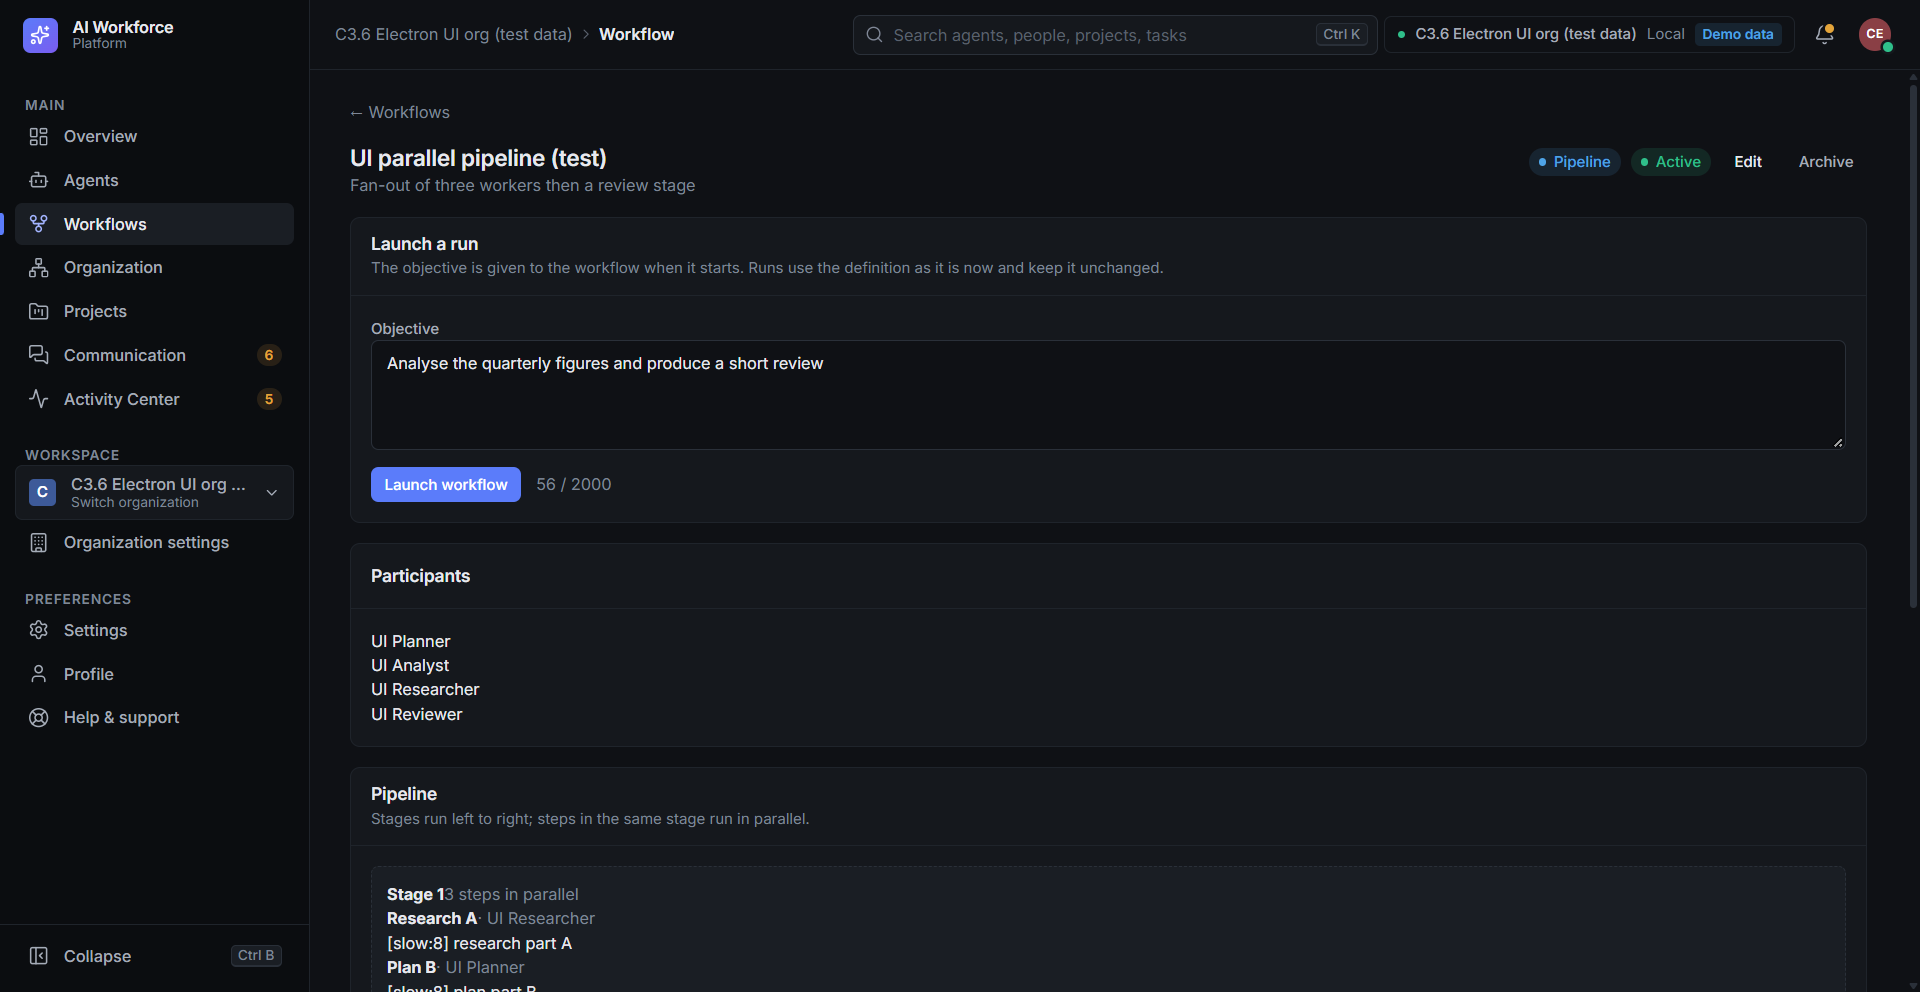 AI Workforce
Platform
C3.6 Electron UI org (test data) > Workflow
Search agents, people, projects, tasks
Ctrl K
C3.6 Electron UI org (test data) Local Demo data
CE
MAIN
Overview
Agents
Workflows
Organization
Projects
Communication 6
Activity Center 5
WORKSPACE
C
C3.6 Electron UI org ...
Switch organization
Organization settings
PREFERENCES
Settings
Profile
Help & support
Collapse Ctrl B
← Workflows
UI parallel pipeline (test)
Fan-out of three workers then a review stage
Pipeline Active Edit Archive
Launch a run
The objective is given to the workflow when it starts. Runs use the definition as it is now and keep it unchanged.
Objective
Analyse the quarterly figures and produce a short review
Launch workflow 56 / 2000
Participants
UI Planner
UI Analyst
UI Researcher
UI Reviewer
Pipeline
Stages run left to right; steps in the same stage run in parallel.
Stage 13 steps in parallel
Research A· UI Researcher
[slow:8] research part A
Plan B· UI Planner
[slow:8] plan part B